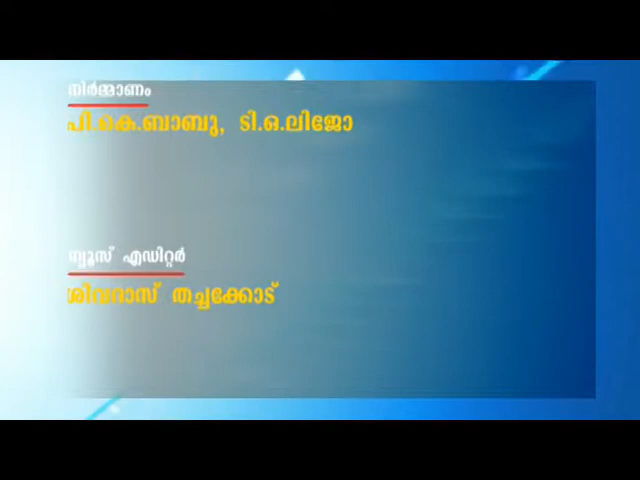 നിർമ്മാണം
പി.കെ.ബാബു, ടി.ഒ.ലിജോ
ന്യൂസ് എഡിറ്റർ
ശിവദാസ് തച്ചക്കോട്